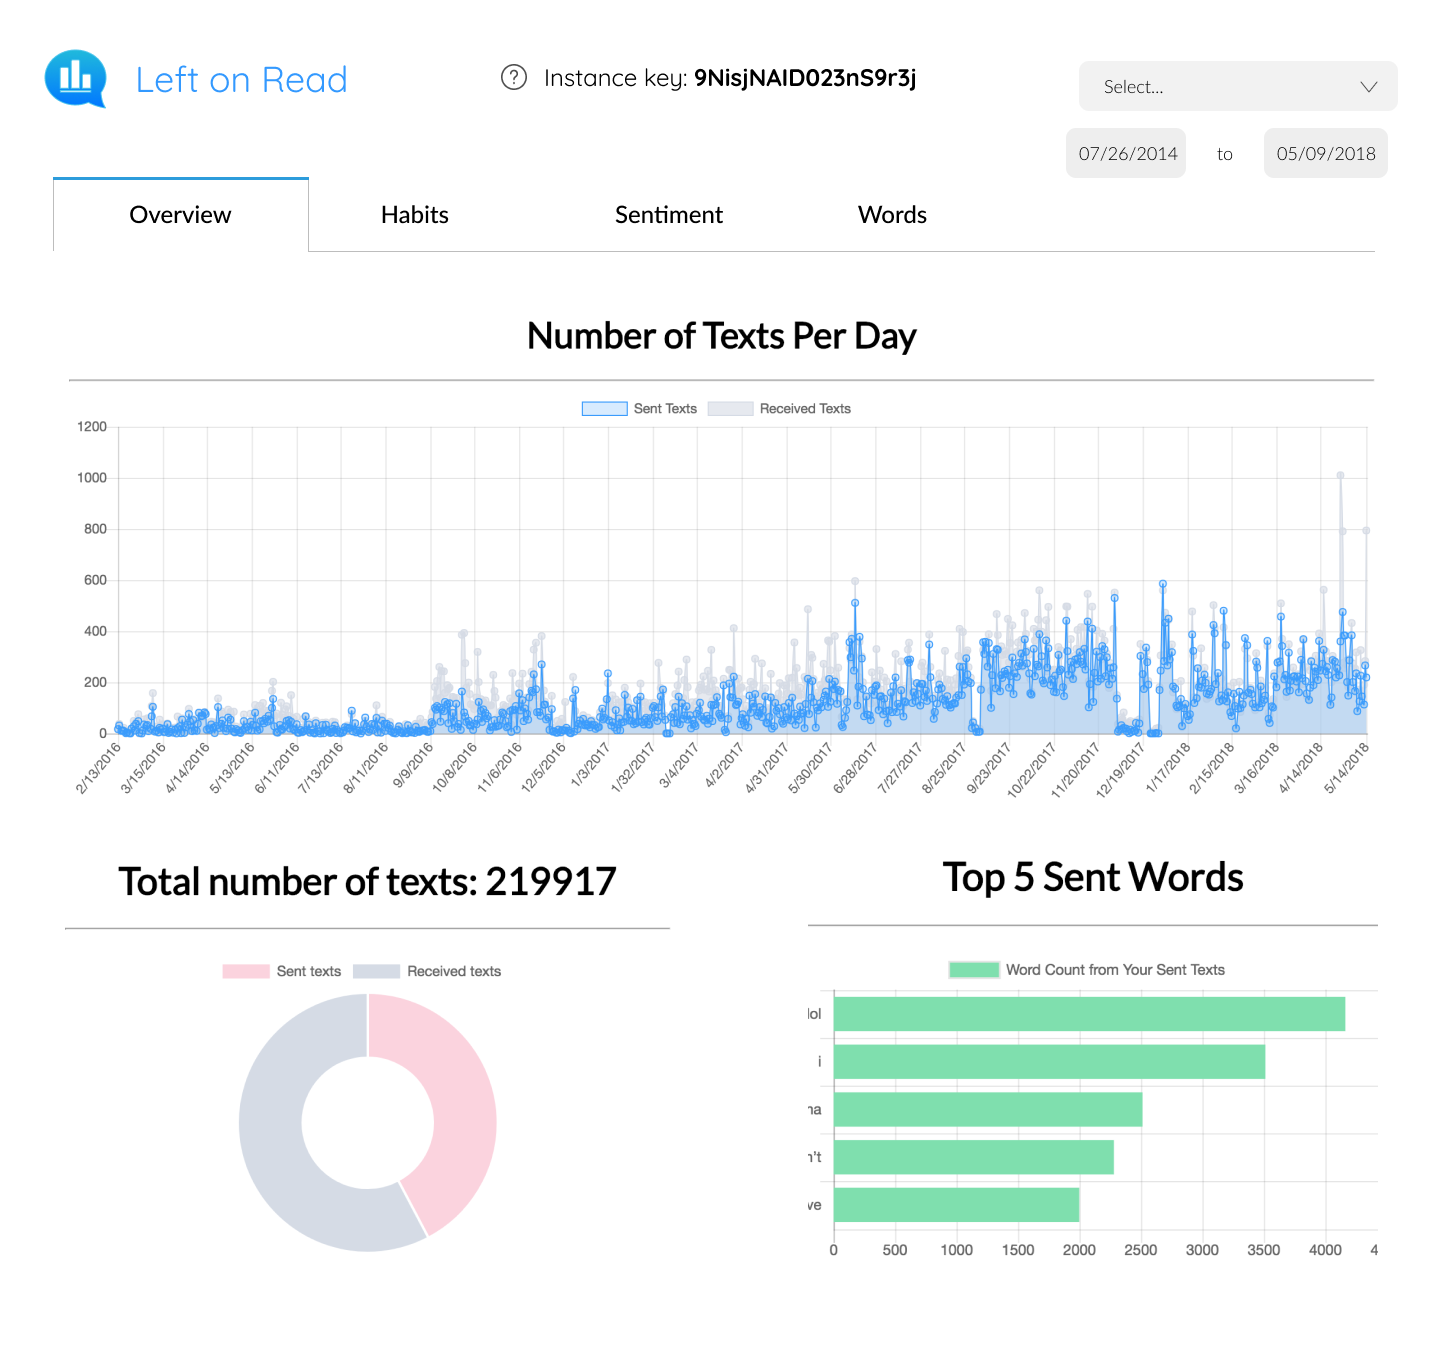 Left on Read
? Instance key: 9NisjNAID023nS9r3j
Select...
07/26/2014 to 05/09/2018
Overview Habits Sentiment Words
Number of Texts Per Day
Sent Texts Received Texts
1200
1000
800
600
400
200
0
2/13/2016 3/15/2016 4/14/2016 5/13/2016 6/11/2016 7/13/2016 8/11/2016 9/9/2016 10/8/2016 11/6/2016 12/5/2016 1/3/2017 1/32/2017 3/4/2017 4/2/2017 4/31/2017 5/30/2017 6/28/2017 7/27/2017 8/25/2017 9/23/2017 10/22/2017 11/20/2017 12/19/2017 1/17/2018 2/15/2018 3/16/2018 4/14/2018 5/14/2018
Total number of texts: 219917
Sent texts Received texts
Top 5 Sent Words
Word Count from Your Sent Texts
lol
i
na
n't
ve
0 500 1000 1500 2000 2500 3000 3500 4000 4